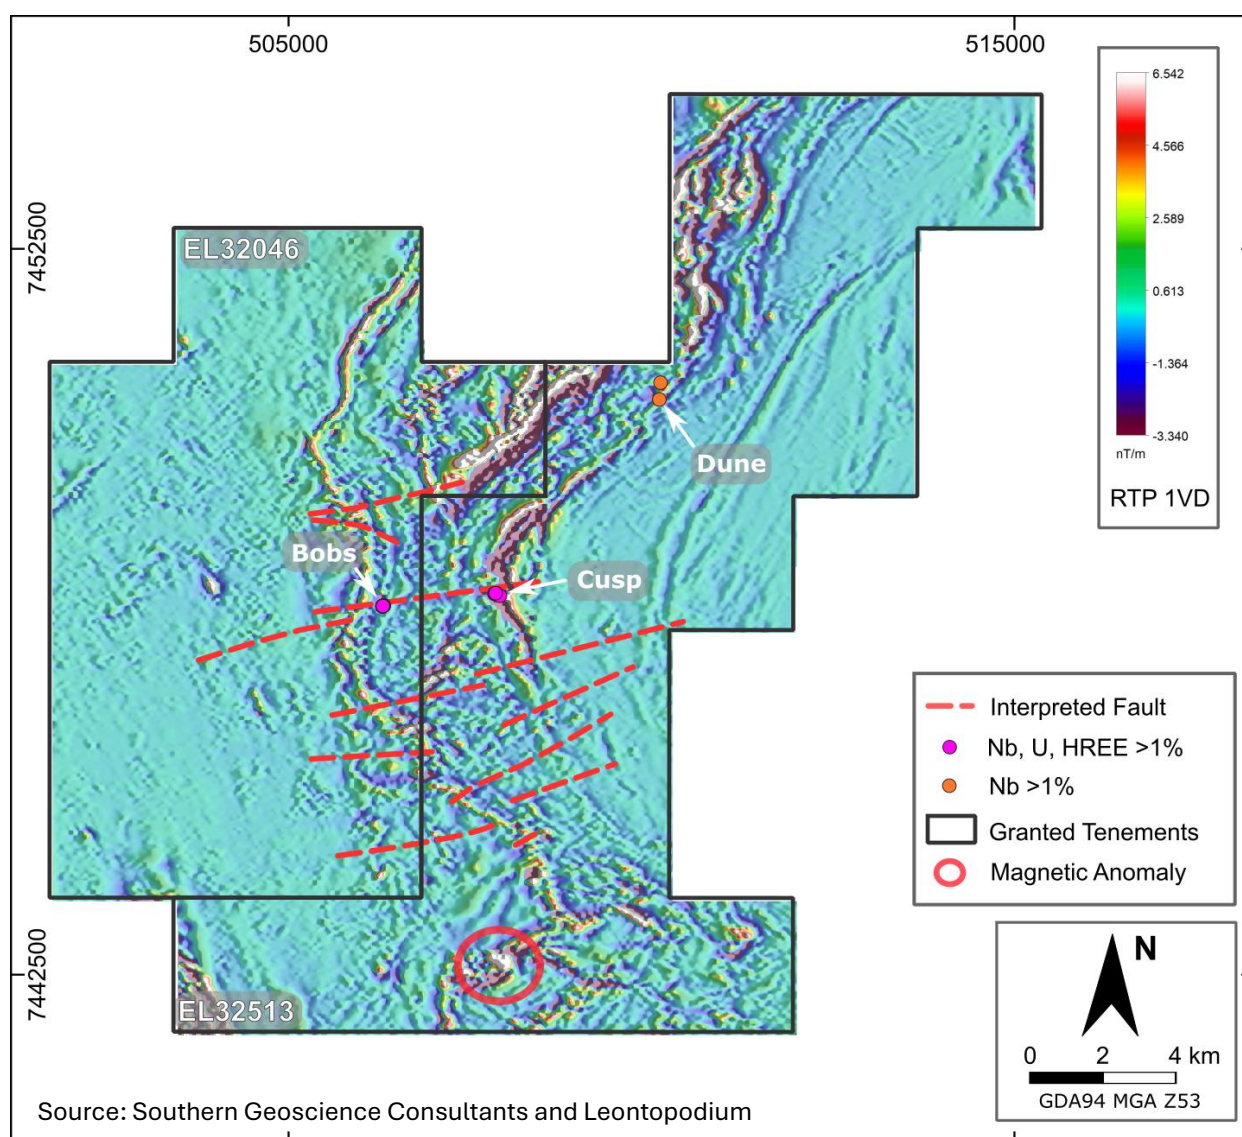 505000
515000
7452500
7442500
EL32046
Dune
Bobs
Cusp
EL32513
6.542
4.566
2.589
0.613
-1.364
-3.340
nT/m
RTP 1VD
Interpreted Fault
Nb, U, HREE >1%
Nb >1%
Granted Tenements
Magnetic Anomaly
N
0 2 4 km
GDA94 MGA Z53
Source: Southern Geoscience Consultants and Leontopodium